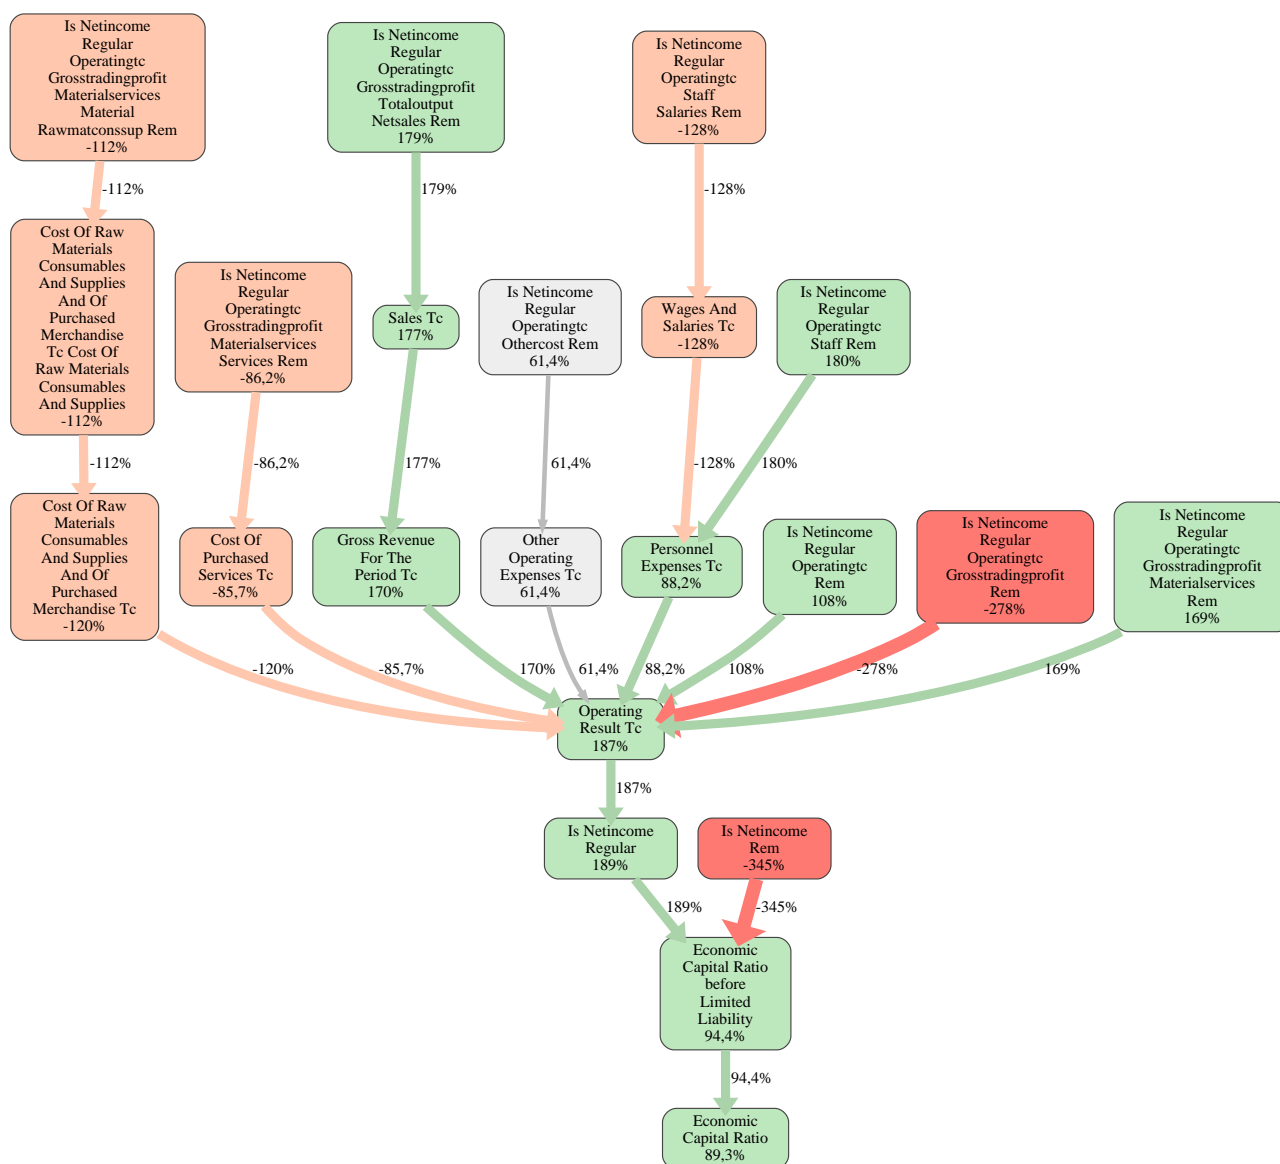 Is Netincome
Regular
Operatingtc
Grosstradingprofit
Materialservices
Material
Rawmatconssup Rem
-112%
Is Netincome
Regular
Operatingtc
Grosstradingprofit
Totaloutput
Netsales Rem
179%
Is Netincome
Regular
Operatingtc
Staff
Salaries Rem
-128%
-112%
179%
-128%
Cost Of Raw
Materials
Consumables
And Supplies
And Of
Purchased
Merchandise
Tc Cost Of
Raw Materials
Consumables
And Supplies
-112%
Is Netincome
Regular
Operatingtc
Grosstradingprofit
Materialservices
Services Rem
-86,2%
Sales Tc
177%
Is Netincome
Regular
Operatingtc
Othercost Rem
61,4%
Wages And
Salaries Tc
-128%
Is Netincome
Regular
Operatingtc
Staff Rem
180%
-112%
-86,2%
177%
61,4%
-128%
180%
Cost Of Raw
Materials
Consumables
And Supplies
And Of
Purchased
Merchandise Tc
-120%
Cost Of
Purchased
Services Tc
-85,7%
Gross Revenue
For The
Period Tc
170%
Other
Operating
Expenses Tc
61,4%
Personnel
Expenses Tc
88,2%
Is Netincome
Regular
Operatingtc
Rem
108%
Is Netincome
Regular
Operatingtc
Grosstradingprofit
Rem
-278%
Is Netincome
Regular
Operatingtc
Grosstradingprofit
Materialservices
Rem
169%
-120%
-85,7%
170%
61,4%
88,2%
108%
-278%
169%
Operating
Result Tc
187%
187%
Is Netincome
Regular
189%
Is Netincome
Rem
-345%
189%
-345%
Economic
Capital Ratio
before
Limited
Liability
94,4%
94,4%
Economic
Capital Ratio
89,3%